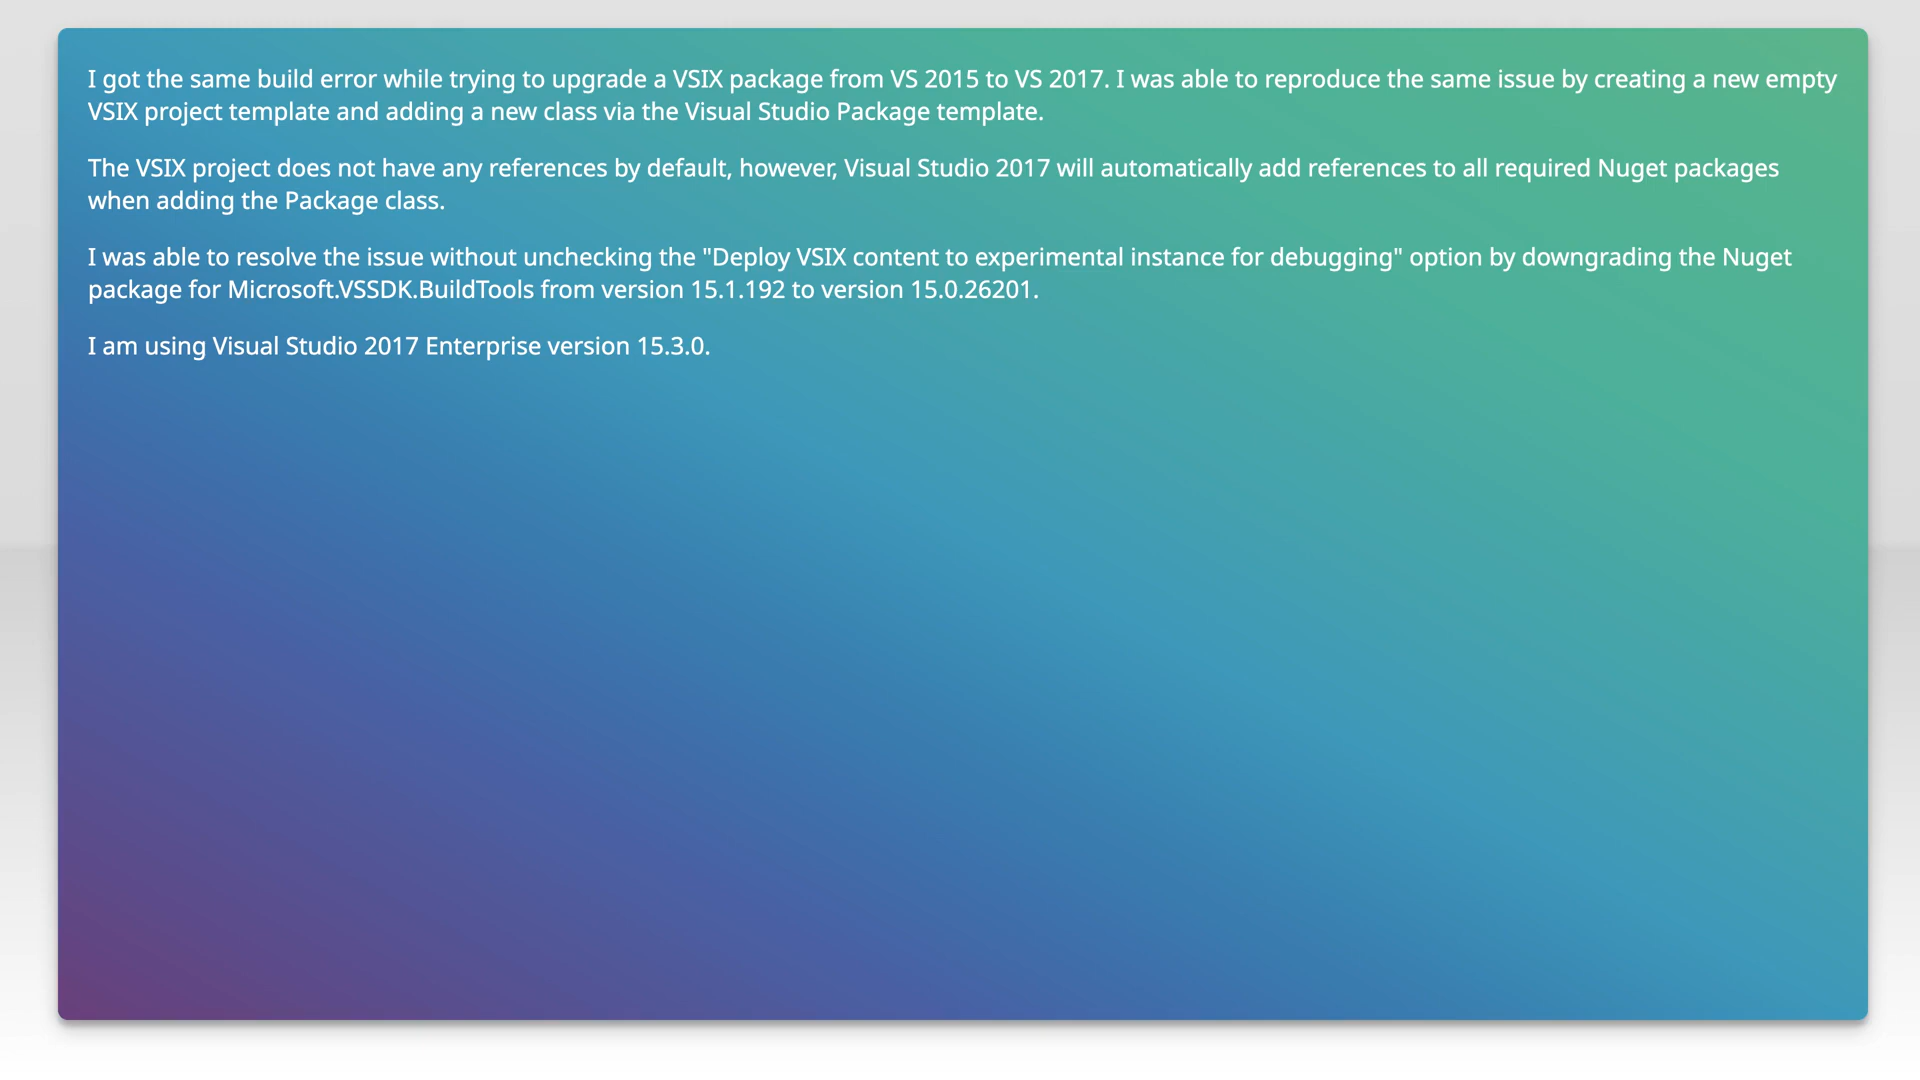 I got the same build error while trying to upgrade a VSIX package from VS 2015 to VS 2017. I was able to reproduce the same issue by creating a new empty
VSIX project template and adding a new class via the Visual Studio Package template.
The VSIX project does not have any references by default, however, Visual Studio 2017 will automatically add references to all required Nuget packages
when adding the Package class.
I was able to resolve the issue without unchecking the "Deploy VSIX content to experimental instance for debugging" option by downgrading the Nuget
package for Microsoft.VSSDK.BuildTools from version 15.1.192 to version 15.0.26201.
I am using Visual Studio 2017 Enterprise version 15.3.0.